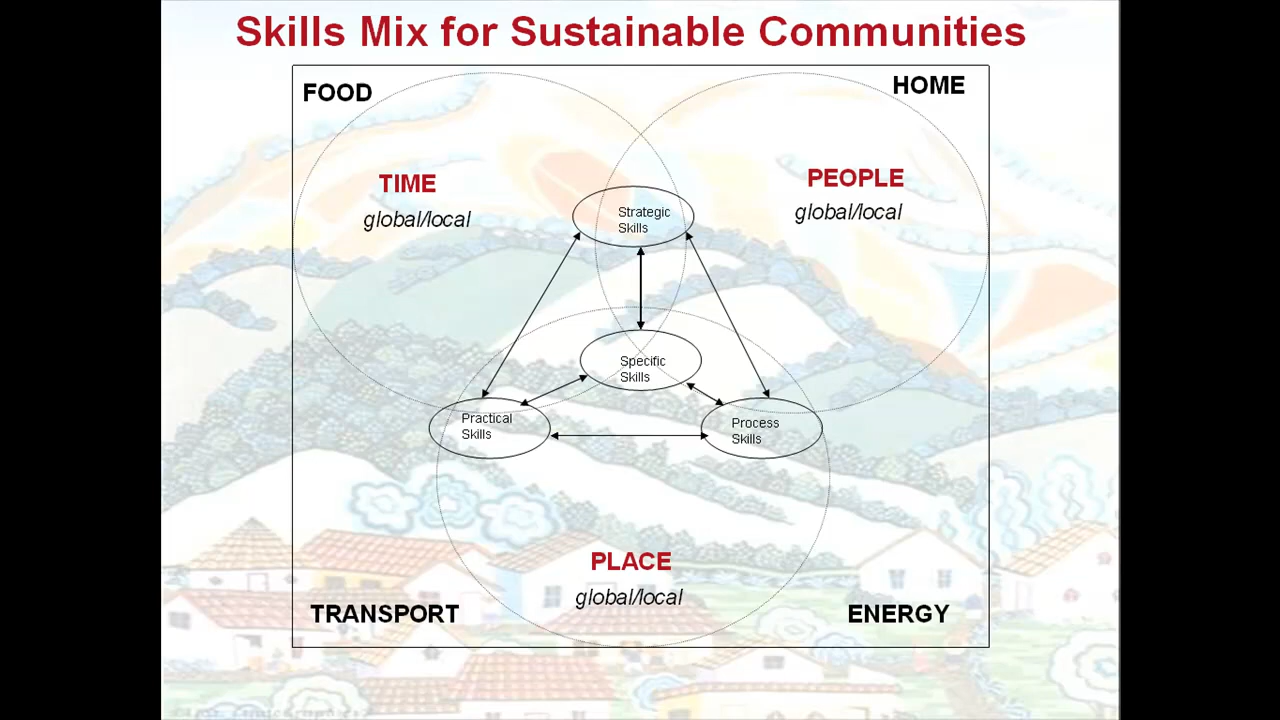 Skills Mix for Sustainable Communities
FOOD
HOME
TIME
global/local
PEOPLE
global/local
Strategic
Skills
Specific
Skills
Practical
Skills
Process
Skills
PLACE
global/local
TRANSPORT
ENERGY